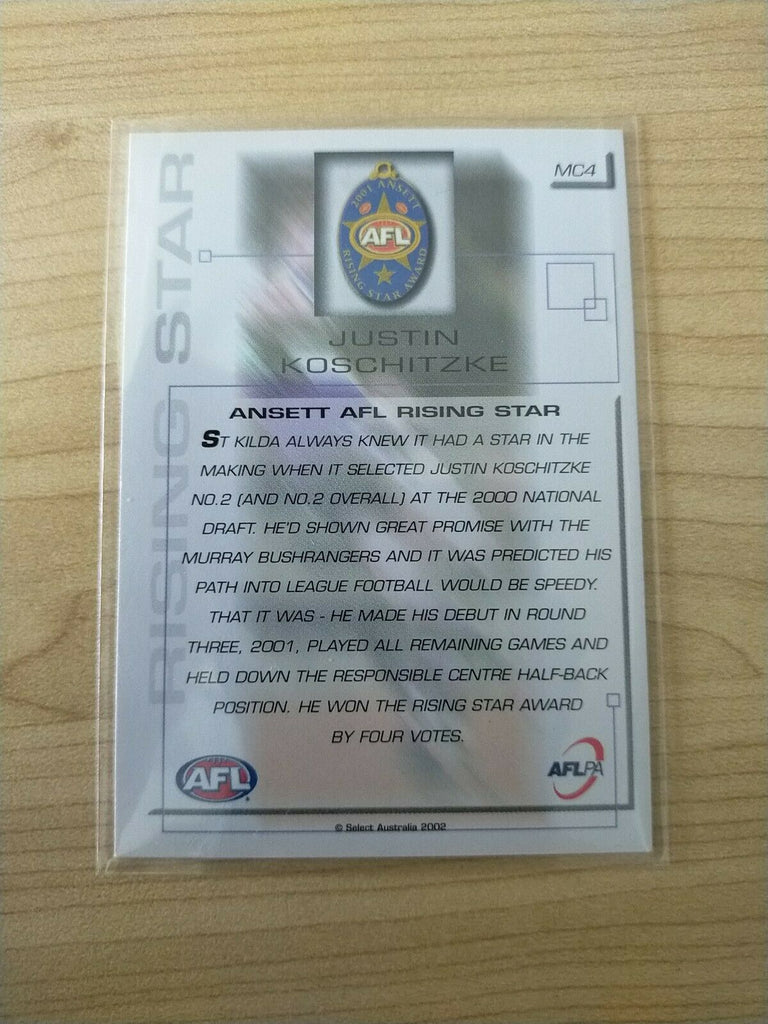 RISING STAR
MC4
2001 ANSETT
AFL
RISING STAR AWARD
JUSTIN
KOSCHITZKE
ANSETT AFL RISING STAR
ST KILDA ALWAYS KNEW IT HAD A STAR IN THE
MAKING WHEN IT SELECTED JUSTIN KOSCHITZKE
NO.2 (AND NO.2 OVERALL) AT THE 2000 NATIONAL
DRAFT. HE'D SHOWN GREAT PROMISE WITH THE
MURRAY BUSHRANGERS AND IT WAS PREDICTED HIS
PATH INTO LEAGUE FOOTBALL WOULD BE SPEEDY.
THAT IT WAS - HE MADE HIS DEBUT IN ROUND
THREE, 2001, PLAYED ALL REMAINING GAMES AND
HELD DOWN THE RESPONSIBLE CENTRE HALF-BACK
POSITION. HE WON THE RISING STAR AWARD
BY FOUR VOTES.
AFL
AFLPA
© Select Australia 2002